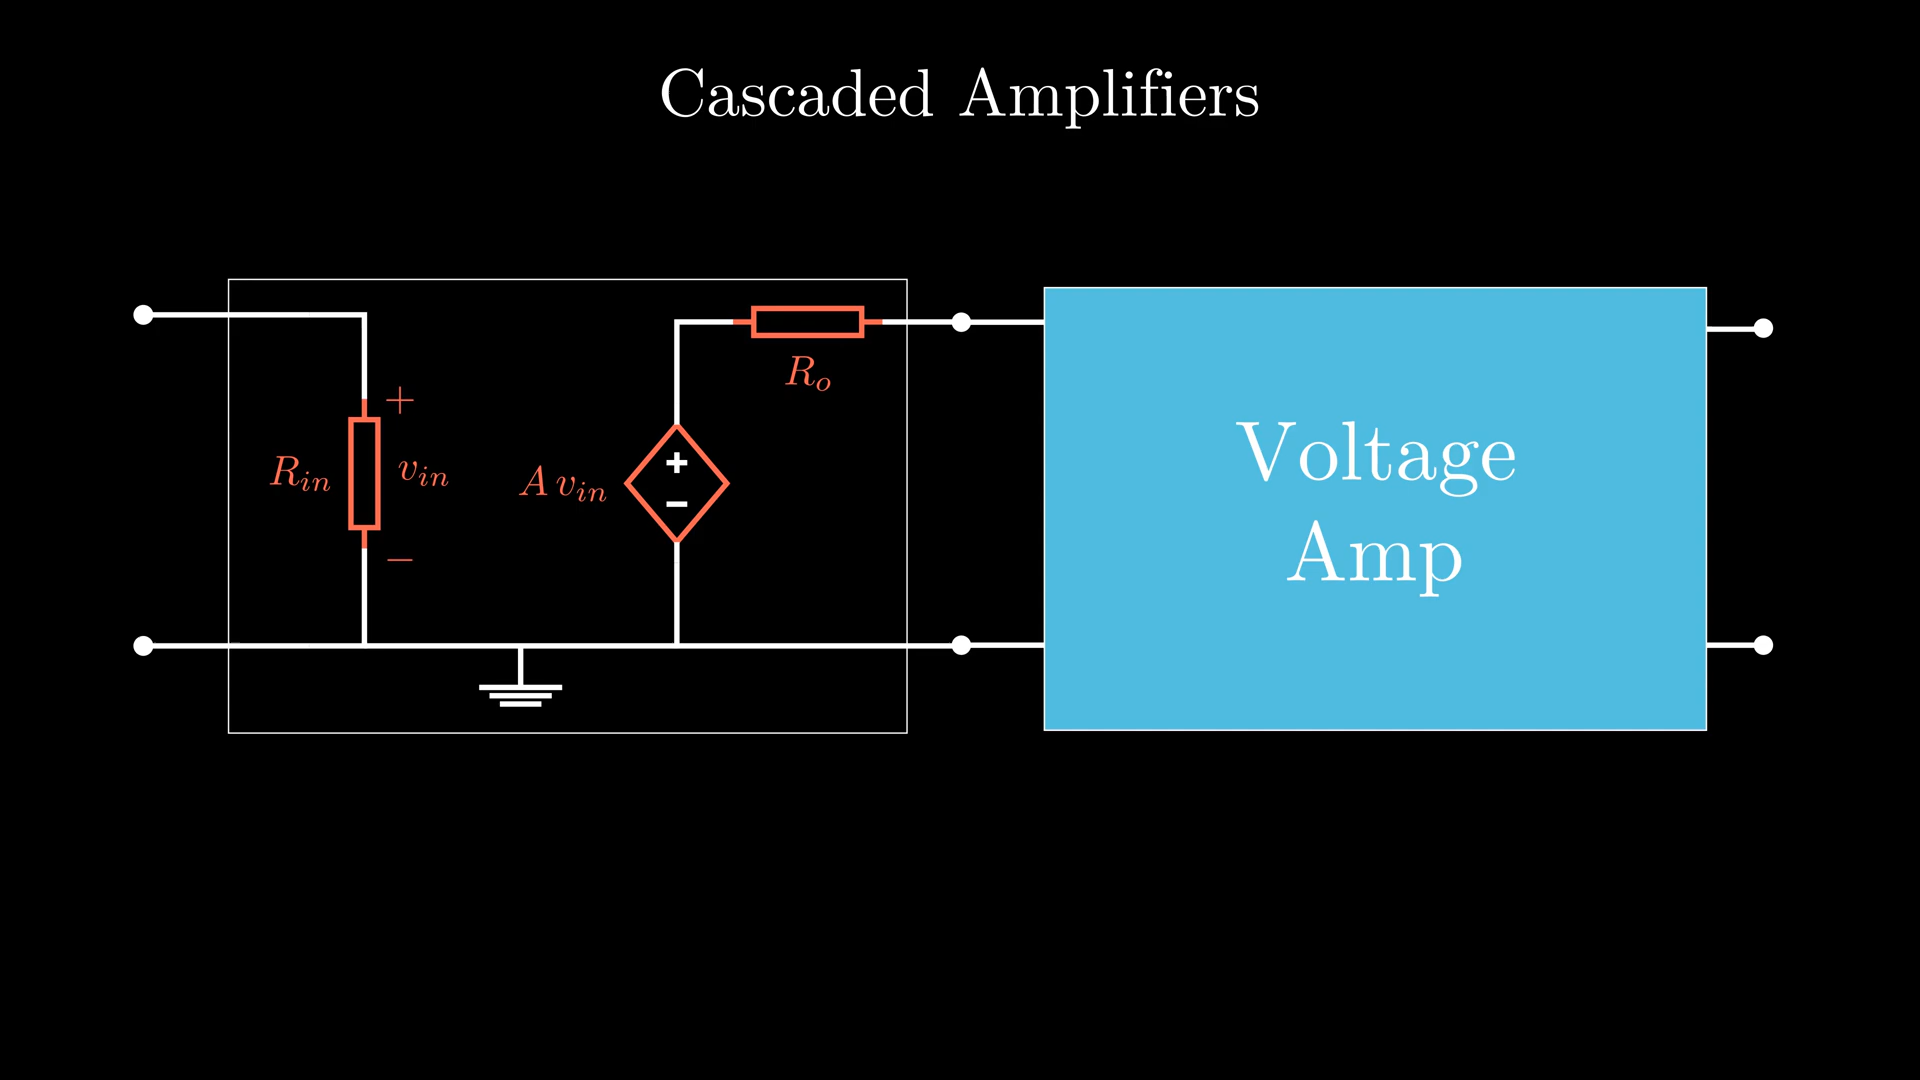 Cascaded Amplifiers
R_o
+
R_in
v_in
A v_in
+
−
−
Voltage
Amp